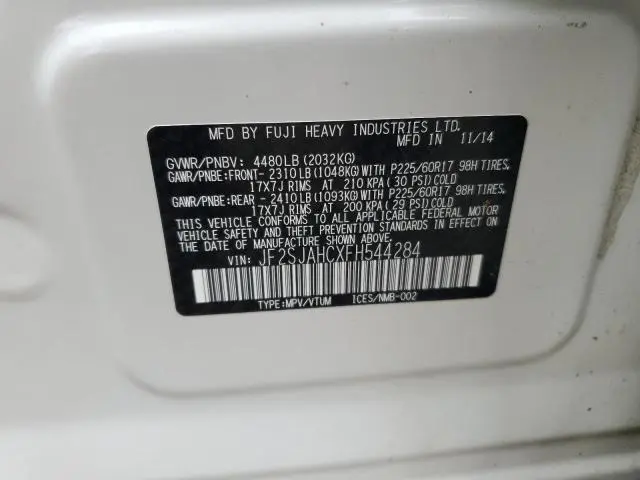 MFD BY FUJI HEAVY INDUSTRIES LTD.
MFD IN 11/14
GVWR/PNBV: 4480LB(2032KG)
GAWR/PNBE:FRONT- 2310LB(1048KG)WITH P225/60R17 98H TIRES,
17X7J RIMS AT 210 KPA(30 PSI)COLD
GAWR/PNBE:REAR - 2410LB(1093KG)WITH P225/60R17 98H TIRES,
17X7J RIMS AT 200 KPA(29 PSI)COLD
THIS VEHICLE CONFORMS TO ALL APPLICABLE FEDERAL MOTOR
VEHICLE SAFETY AND THEFT PREVENTION STANDARDS IN EFFECT ON
THE DATE OF MANUFACTURE SHOWN ABOVE.
VIN: JF2SJAHCXFH544284
TYPE:MPV/VTUM ICES/NMB-002